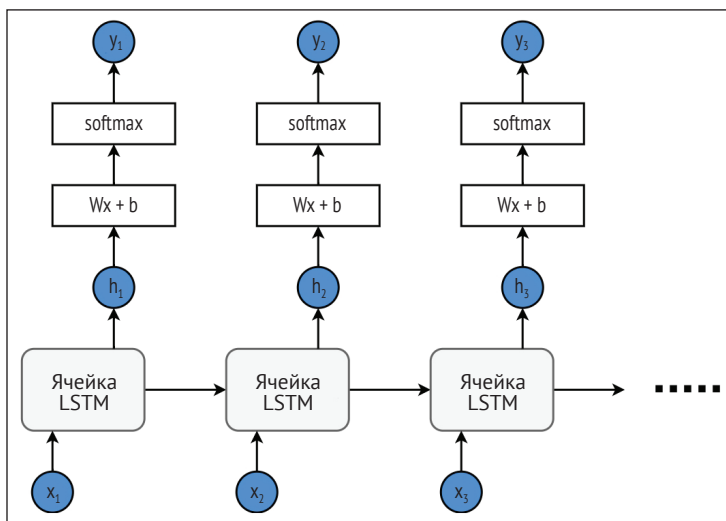 y₁ y₂ y₃
softmax softmax softmax
Wx + b Wx + b Wx + b
h₁ h₂ h₃
Ячейка Ячейка Ячейка
LSTM LSTM LSTM
x₁ x₂ x₃